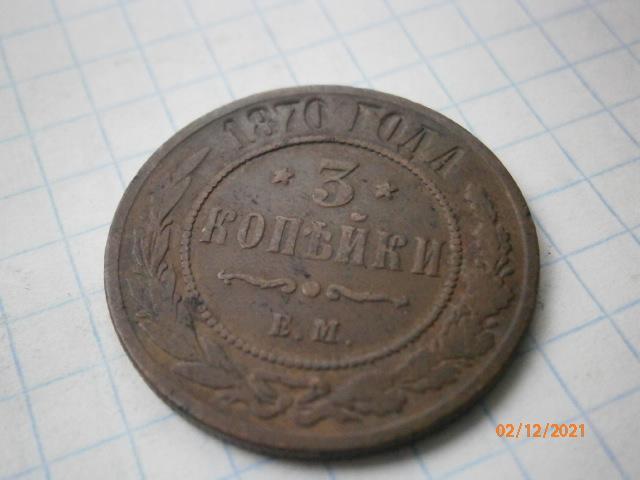 1870 ГОДА
* 3 *
КОПѢЙКИ
Е.М.
02/12/2021